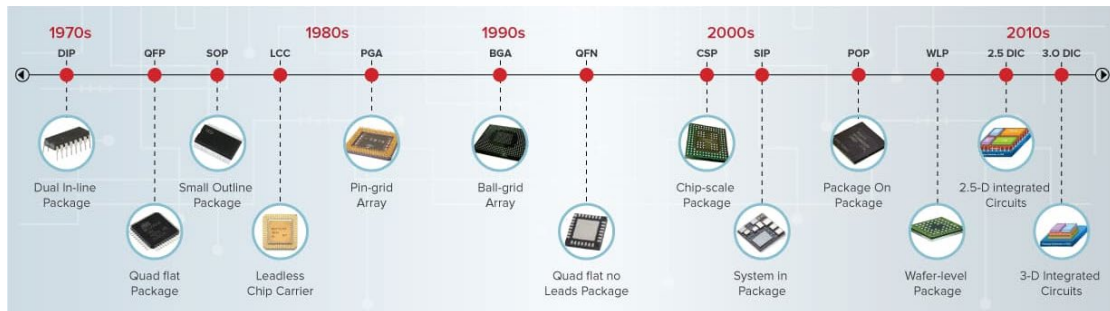 1970s
1980s
1990s
2000s
2010s
DIP
QFP
SOP
LCC
PGA
BGA
QFN
CSP
SIP
POP
WLP
2.5 DIC
3.0 DIC
Dual In-line
Package
Small Outline
Package
Pin-grid
Array
Ball-grid
Array
Chip-scale
Package
Package On
Package
2.5-D integrated
Circuits
Quad flat
Package
Leadless
Chip Carrier
Quad flat no
Leads Package
System in
Package
Wafer-level
Package
3-D Integrated
Circuits